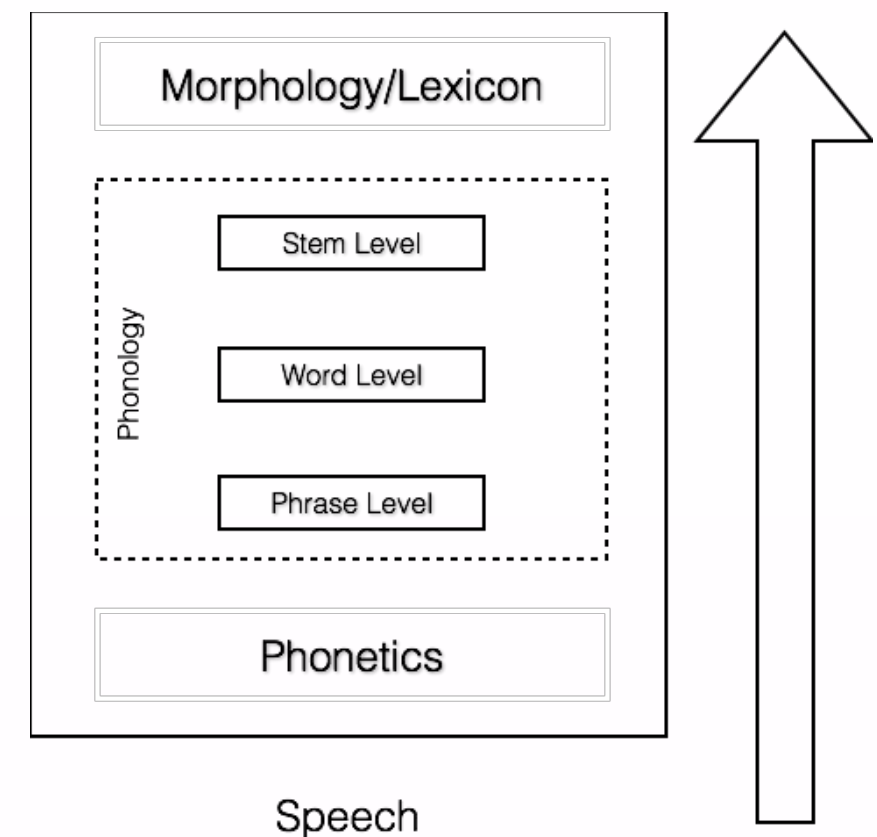 Morphology/Lexicon
Stem Level
Phonology
Word Level
Phrase Level
Phonetics
Speech